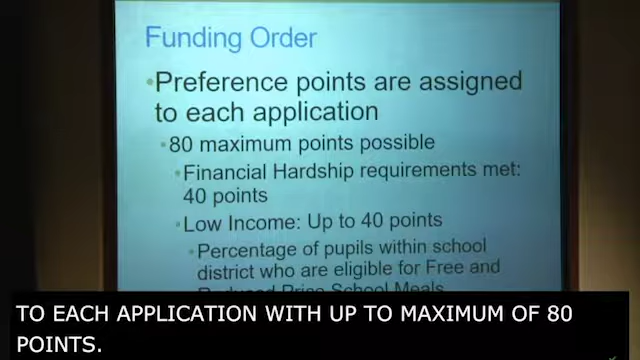 Funding Order
•Preference points are assigned
to each application
•80 maximum points possible
•Financial Hardship requirements met:
40 points
•Low Income: Up to 40 points
•Percentage of pupils within school
district who are eligible for Free and
Reduced Price School Meals
TO EACH APPLICATION WITH UP TO MAXIMUM OF 80
POINTS.